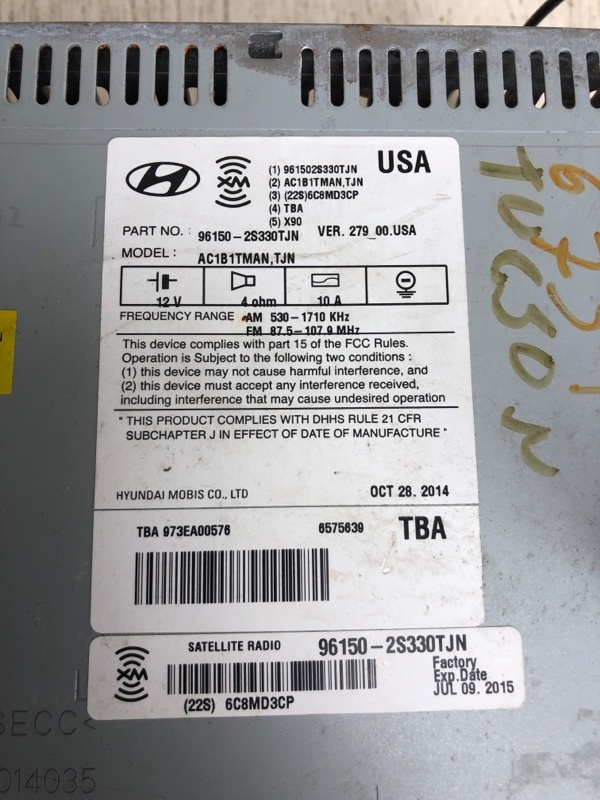 XM
(1) 961502S330TJN
(2) AC1B1TMAN,TJN
(3) (22S)6C8MD3CP
(4) TBA
(5) X90
USA
PART NO. : 96150-2S330TJN VER. 279_00.USA
MODEL : AC1B1TMAN,TJN
12 V 4 ohm 10 A
FREQUENCY RANGE AM 530-1710 KHz
FM 87.5-107.9 MHz
This device complies with part 15 of the FCC Rules.
Operation is Subject to the following two conditions :
(1) this device may not cause harmful interference, and
(2) this device must accept any interference received,
including interference that may cause undesired operation
" THIS PRODUCT COMPLIES WITH DHHS RULE 21 CFR
SUBCHAPTER J IN EFFECT OF DATE OF MANUFACTURE "
HYUNDAI MOBIS CO., LTD OCT 28. 2014
TBA 973EA00576 6575639 TBA
XM
SATELLITE RADIO 96150-2S330TJN
(22S) 6C8MD3CP
Factory
Exp.Date
JUL 09. 2015
TUCSON
SECC<
014035